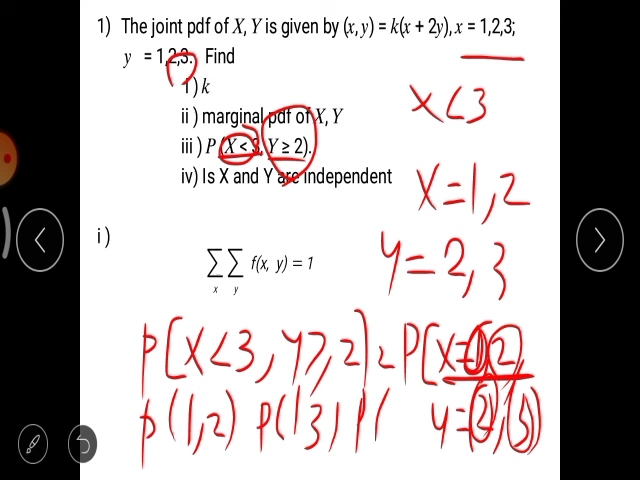 1) The joint pdf of X, Y is given by (x, y) = k(x + 2y), x = 1,2,3;
y = 1,2,3. Find
i ) k
ii ) marginal pdf of X, Y
iii ) P (X < 3, Y ≥ 2).
iv) Is X and Y are independent
x < 3
x = 1, 2
y = 2, 3
i )
∑ ∑ f(x, y) = 1
x y
P[X < 3, Y ≥, 2] = P[x = 1, 2,
y = 2, 3)
P(1, 2) P(1 3) P(